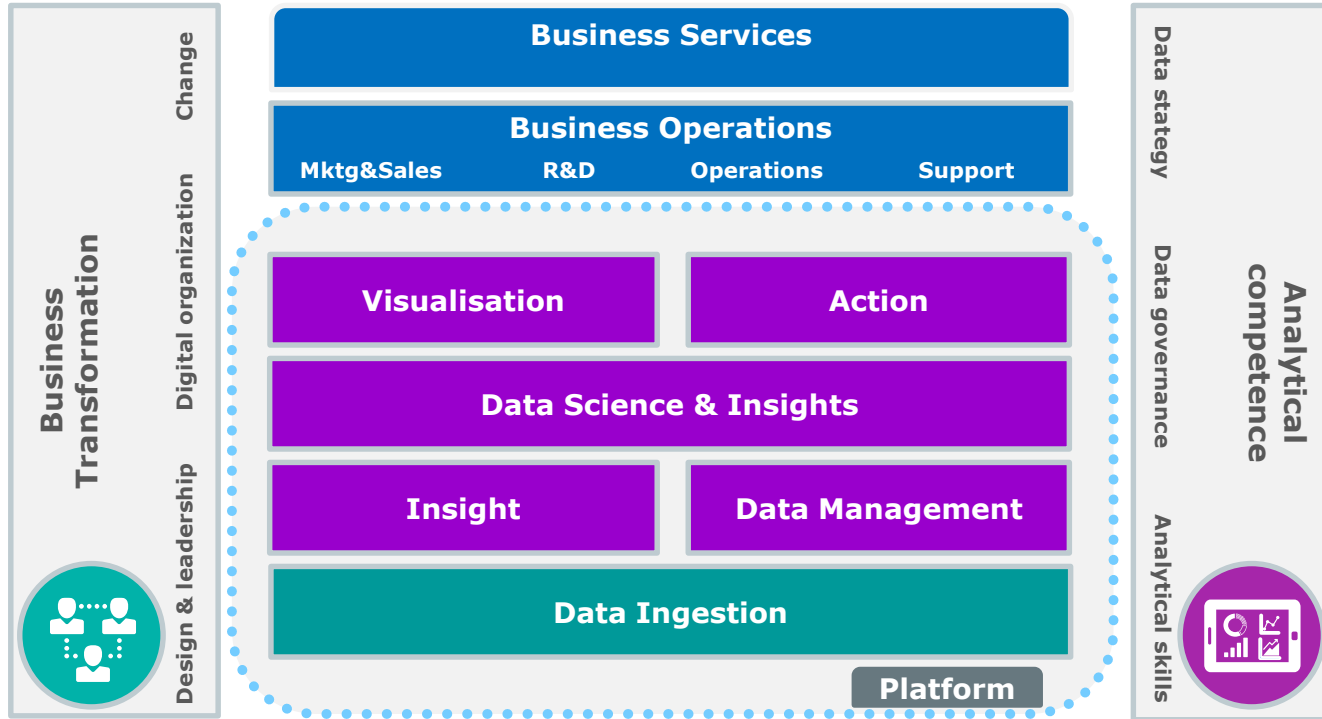 Business
Transformation
Change
Digital organization
Design & leadership
Business Services
Business Operations
Mktg&Sales R&D Operations Support
Visualisation Action
Data Science & Insights
Insight Data Management
Data Ingestion
Platform
Data stategy
Data governance
Analytical skills
Analytical
competence